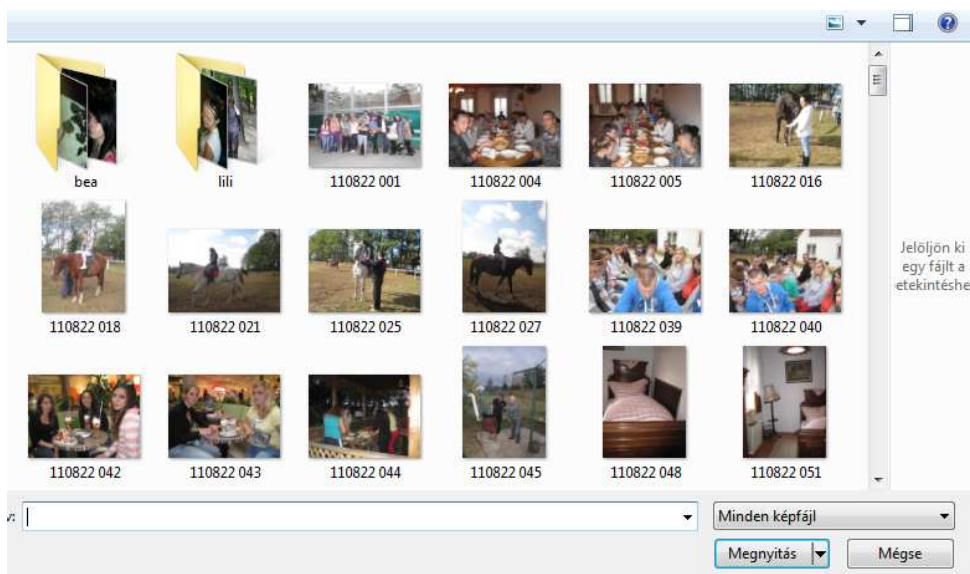 bea
lili
110822 001
110822 004
110822 005
110822 016
110822 018
110822 021
110822 025
110822 027
110822 039
110822 040
Jelöljön ki
egy fájlt a
etekintéshe
110822 042
110822 043
110822 044
110822 045
110822 048
110822 051
v:
Minden képfájl
Megnyitás
Mégse